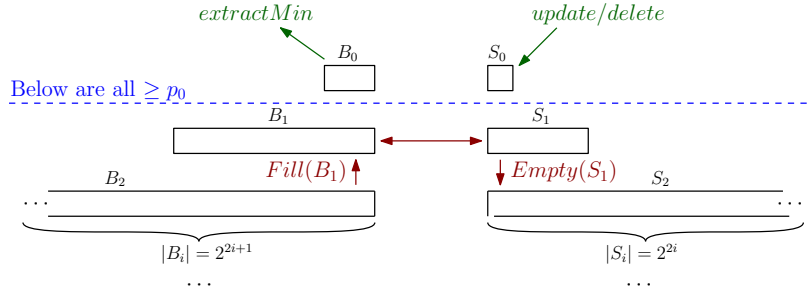 extractMin update/delete
B_0 S_0
Below are all ≥ p_0
B_1 S_1
Fill(B_1) Empty(S_1)
B_2 S_2
... ...
|B_i| = 2^{2i+1} |S_i| = 2^{2i}
... ...